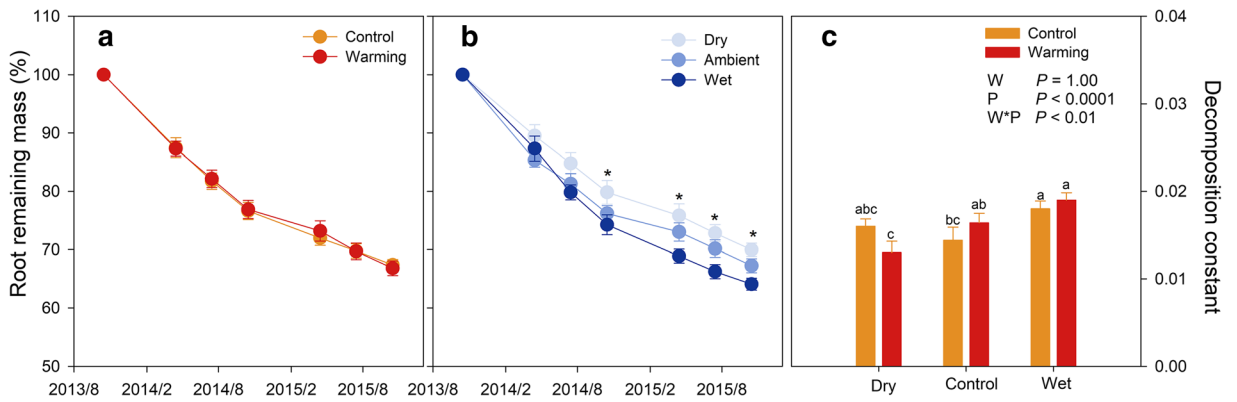 Root remaining mass (%)
110
100
90
80
70
60
50
a
Control
Warming
2013/8
2014/2
2014/8
2015/2
2015/8
b
Dry
Ambient
Wet
*
*
*
*
2013/8
2014/2
2014/8
2015/2
2015/8
c
Control
Warming
W P = 1.00
P P < 0.0001
W*P P < 0.01
abc
c
bc
ab
a
a
Dry
Control
Wet
0.04
0.03
0.02
0.01
0.00
Decomposition constant